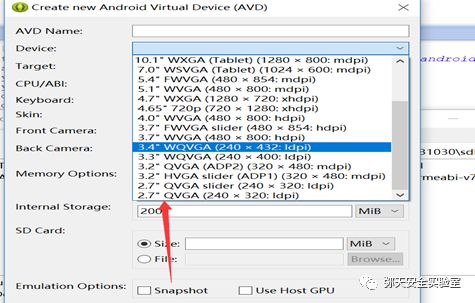 Create new Android Virtual Device (AVD)
AVD Name:
Device:
Target:
CPU/ABI:
Keyboard:
Skin:
Front Camera:
Back Camera:
Memory Options:
Internal Storage:
SD Card:
Emulation Options:
10.1" WXGA (Tablet) (1280 × 800: mdpi)
7.0" WSVGA (Tablet) (1024 × 600: mdpi)
5.4" FWVGA (480 × 854: mdpi)
5.1" WVGA (480 × 800: mdpi)
4.7" WXGA (1280 × 720: xhdpi)
4.65" 720p (720 × 1280: xhdpi)
4.0" WVGA (480 × 800: hdpi)
3.7" FWVGA slider (480 × 854: hdpi)
3.7" WVGA (480 × 800: hdpi)
3.4" WQVGA (240 × 432: ldpi)
3.3" WQVGA (240 × 400: ldpi)
3.2" QVGA (ADP2) (320 × 480: mdpi)
3.2" HVGA slider (ADP1) (320 × 480: mdpi)
2.7" QVGA slider (240 × 320: ldpi)
2.7" QVGA (240 × 320: ldpi)
200
MiB
Size:
MiB
File:
Browse...
Snapshot
Use Host GPU
android
B1030\sd
rmeabi-v7
弥天安全实验室